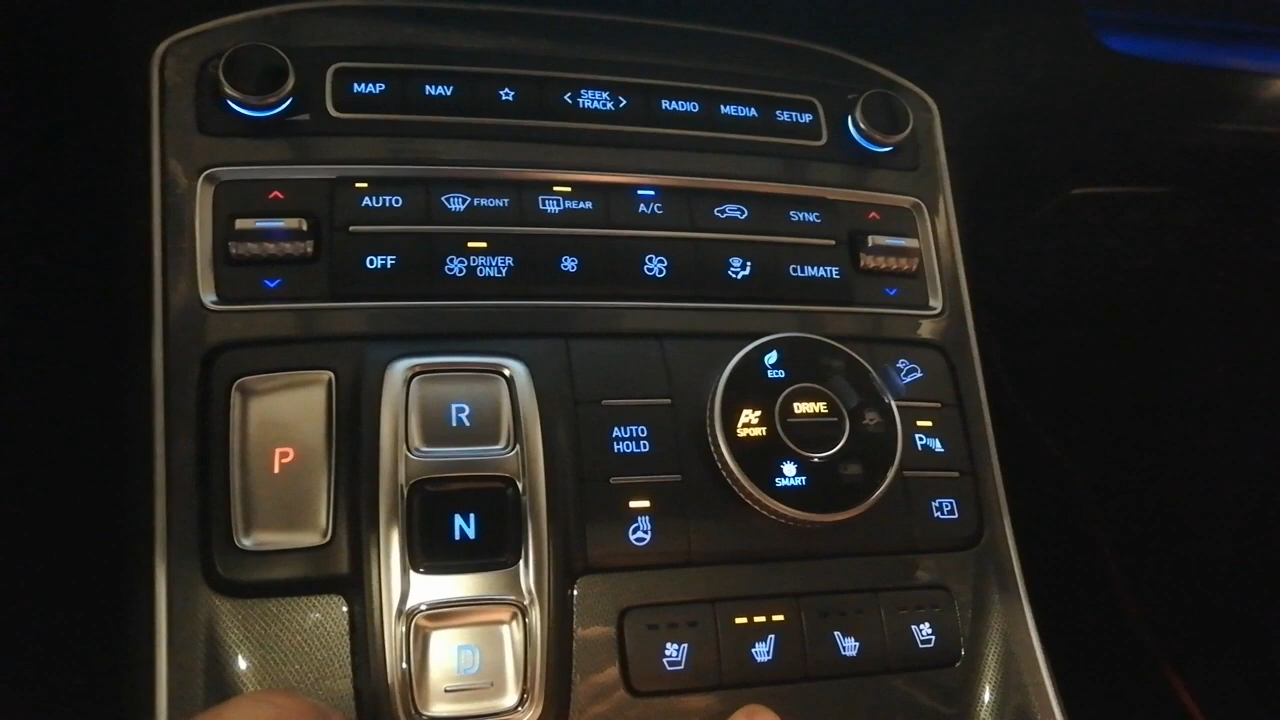 MAP NAV SEEK TRACK RADIO MEDIA SETUP
AUTO FRONT REAR A/C SYNC
OFF DRIVER ONLY CLIMATE
P
R
N
D
AUTO
HOLD
ECO
DRIVE
SPORT
SMART
P
P